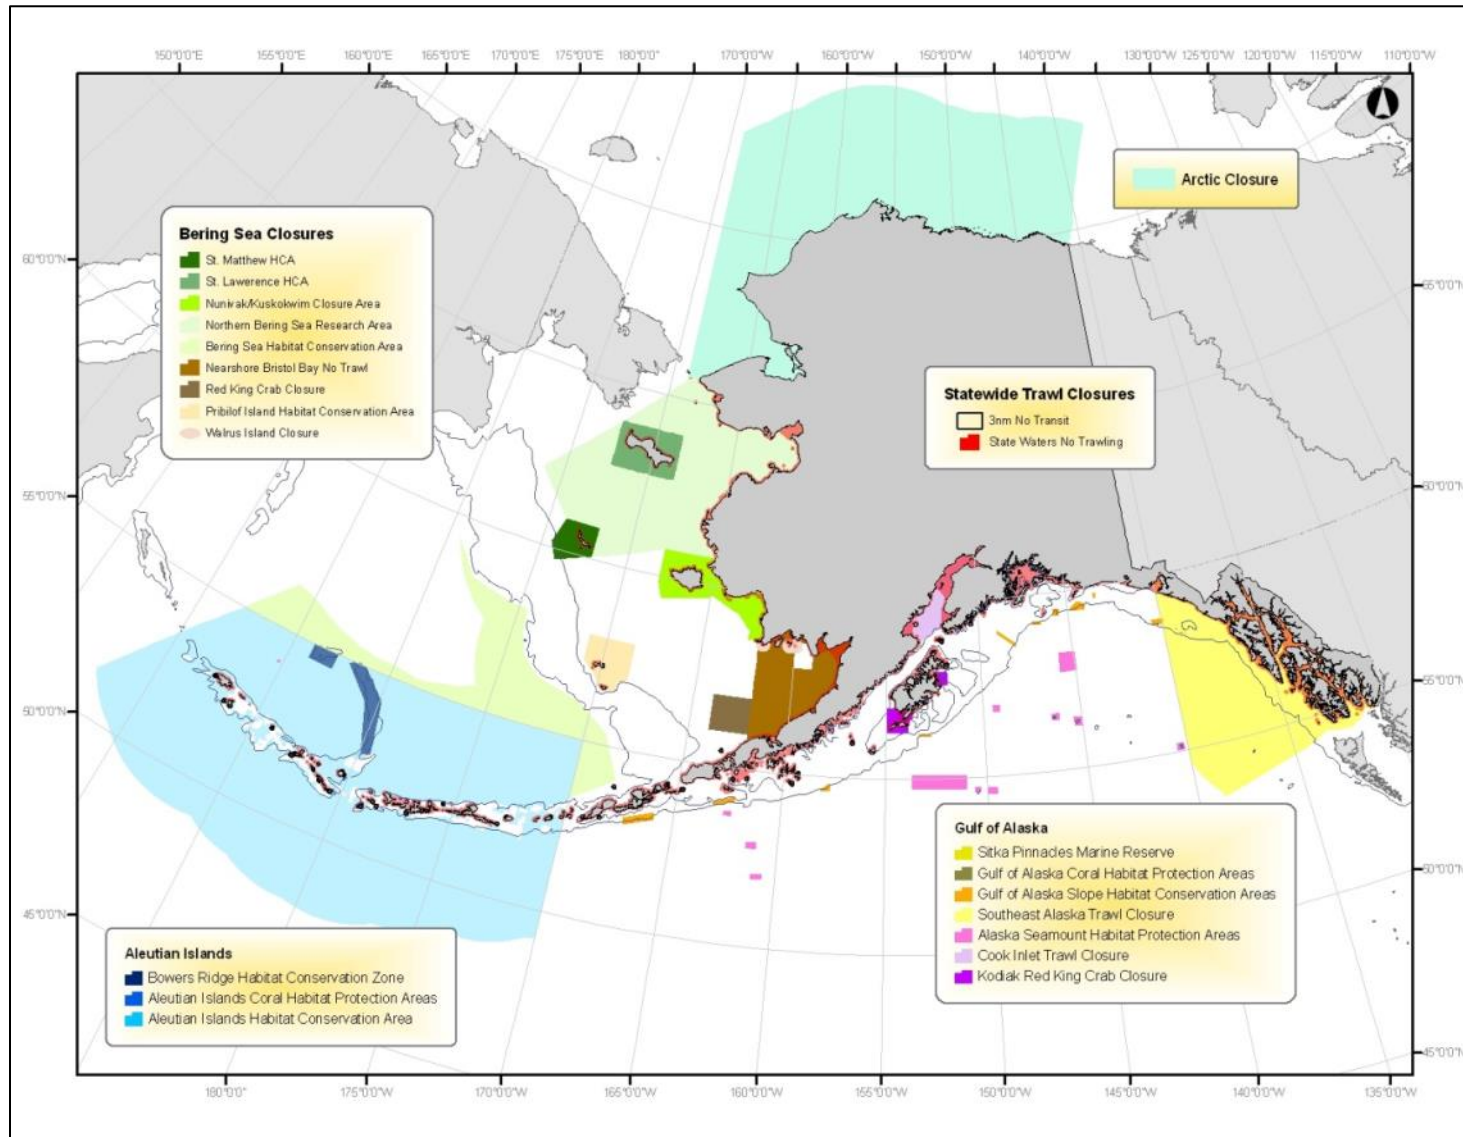 150°0'0"E 155°0'0"E 160°0'0"E 165°0'0"E 170°0'0"E 175°0'0"E 180°0'0" 170°0'0"W 160°0'0"W 150°0'0"W 140°0'0"W 130°0'0"W 125°0'0"W 120°0'0"W 115°0'0"W 110°0'0"W
Arctic Closure
Bering Sea Closures
St. Matthew HCA
St. Lawerence HCA
Nunivak/Kuskokwim Closure Area
Northern Bering Sea Research Area
Bering Sea Habitat Conservation Area
Nearshore Bristol Bay No Trawl
Red King Crab Closure
Pribilof Island Habitat Conservation Area
Walrus Island Closure
60°0'0"N
65°0'0"N
Statewide Trawl Closures
3nm No Transit
State Waters No Trawling
55°0'0"N
60°0'0"N
55°0'0"N
50°0'0"N
Gulf of Alaska
Sitka Pinnacles Marine Reserve
Gulf of Alaska Coral Habitat Protection Areas
Gulf of Alaska Slope Habitat Conservation Areas
Southeast Alaska Trawl Closure
Alaska Seamount Habitat Protection Areas
Cook Inlet Trawl Closure
Kodiak Red King Crab Closure
50°0'0"N
45°0'0"N
Aleutian Islands
Bowers Ridge Habitat Conservation Zone
Aleutian Islands Coral Habitat Protection Areas
Aleutian Islands Habitat Conservation Area
45°0'0"N
180°0'0" 175°0'0"W 170°0'0"W 165°0'0"W 160°0'0"W 155°0'0"W 150°0'0"W 145°0'0"W 140°0'0"W 135°0'0"W